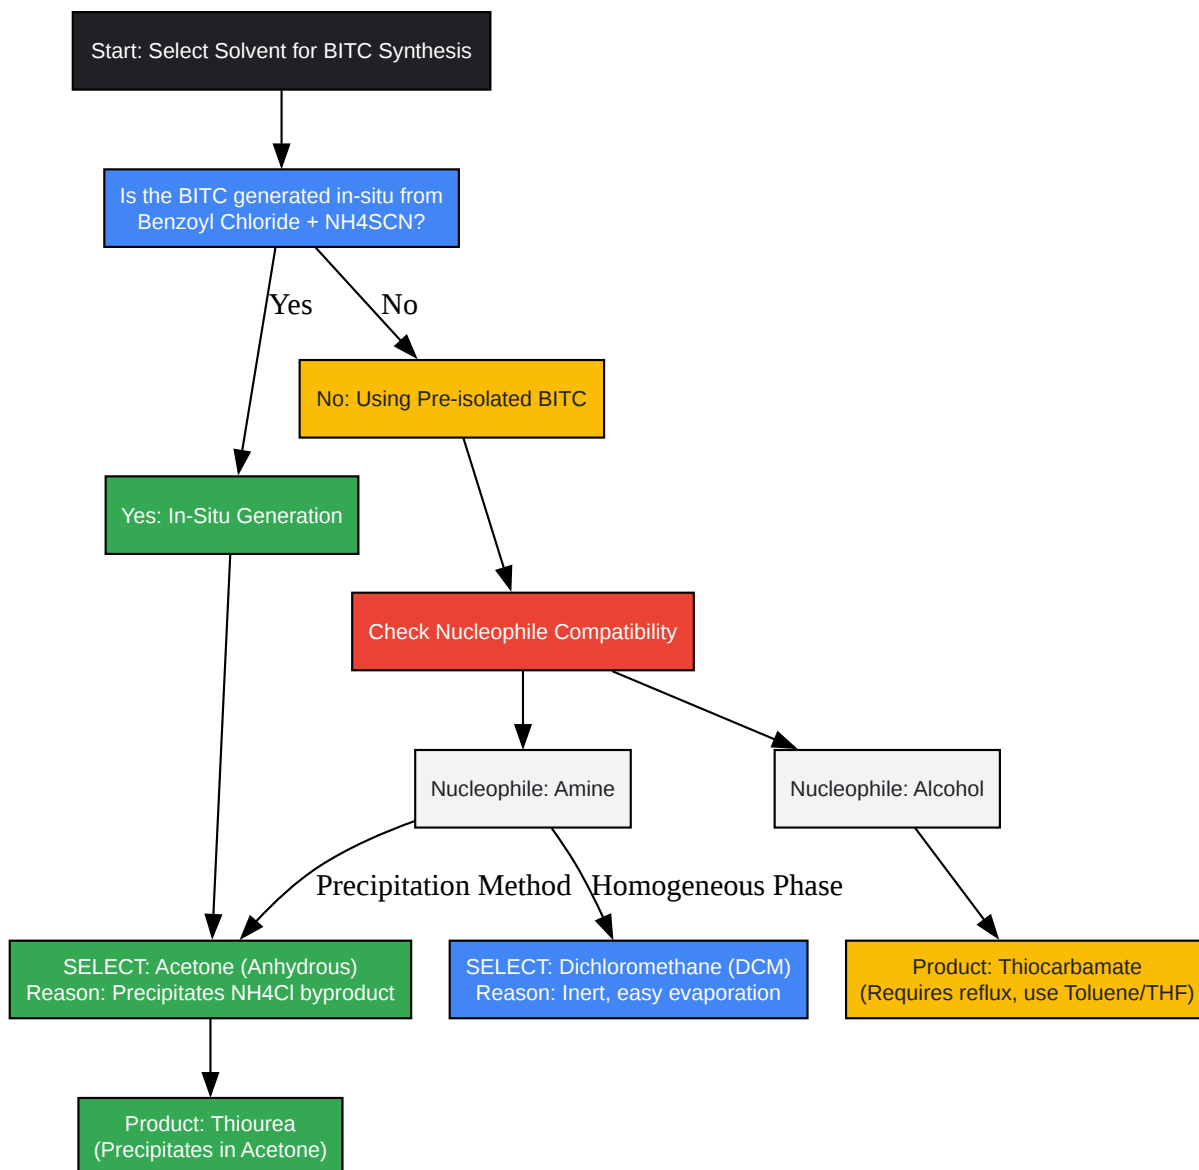 Start: Select Solvent for BITC Synthesis
Is the BITC generated in-situ from
Benzoyl Chloride + NH4SCN?
Yes
No
No: Using Pre-isolated BITC
Yes: In-Situ Generation
Check Nucleophile Compatibility
Nucleophile: Amine
Nucleophile: Alcohol
Precipitation Method
Homogeneous Phase
SELECT: Acetone (Anhydrous)
Reason: Precipitates NH4Cl byproduct
SELECT: Dichloromethane (DCM)
Reason: Inert, easy evaporation
Product: Thiocarbamate
(Requires reflux, use Toluene/THF)
Product: Thiourea
(Precipitates in Acetone)